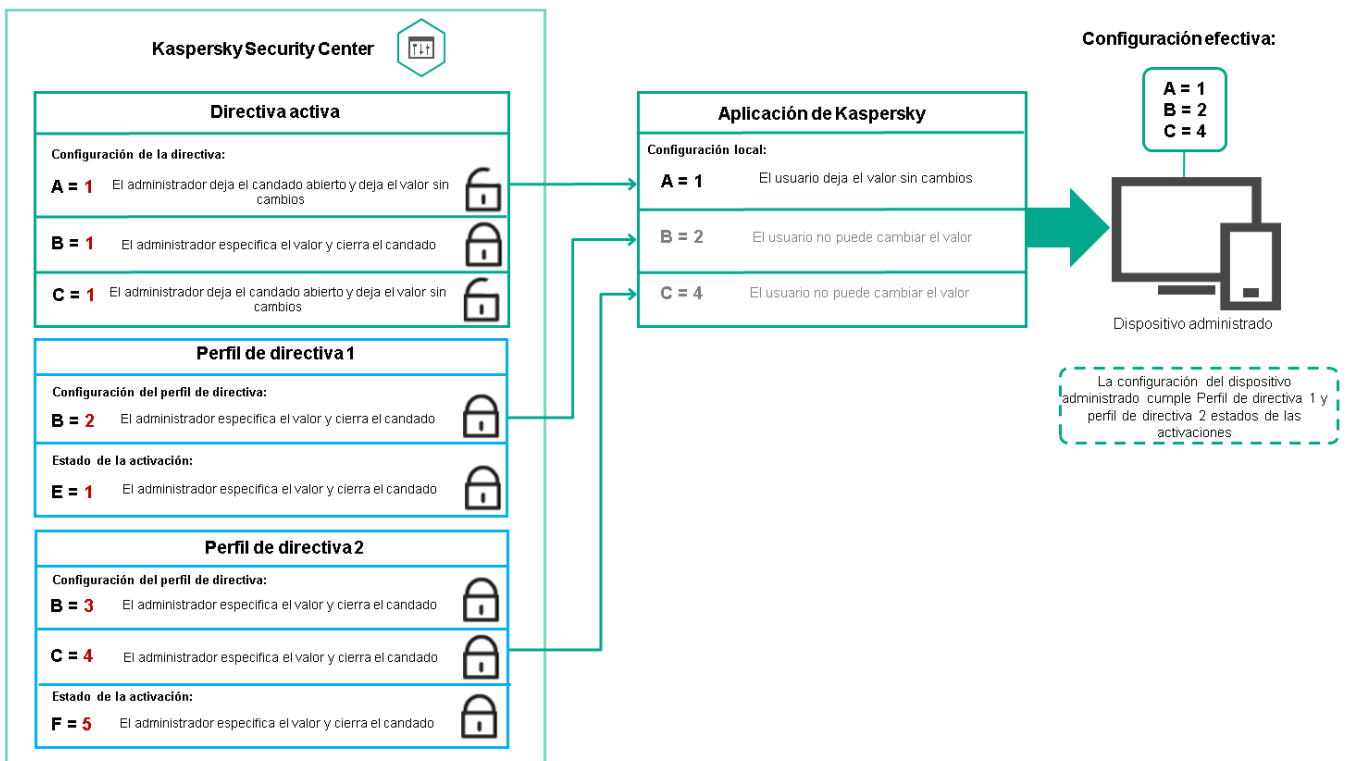 Kaspersky Security Center
Directiva activa
Configuración de la directiva:
A = 1 El administrador deja el candado abierto y deja el valor sin
cambios
B = 1 El administrador especifica el valor y cierra el candado
C = 1 El administrador deja el candado abierto y deja el valor sin
cambios
Perfil de directiva 1
Configuración del perfil de directiva:
B = 2 El administrador especifica el valor y cierra el candado
Estado de la activación:
E = 1 El administrador especifica el valor y cierra el candado
Perfil de directiva 2
Configuración del perfil de directiva:
B = 3 El administrador especifica el valor y cierra el candado
C = 4 El administrador especifica el valor y cierra el candado
Estado de la activación:
F = 5 El administrador especifica el valor y cierra el candado
Aplicación de Kaspersky
Configuración local:
A = 1 El usuario deja el valor sin cambios
B = 2 El usuario no puede cambiar el valor
C = 4 El usuario no puede cambiar el valor
Configuración efectiva:
A = 1
B = 2
C = 4
Dispositivo administrado
La configuración del dispositivo
administrado cumple Perfil de directiva 1 y
perfil de directiva 2 estados de las
activaciones